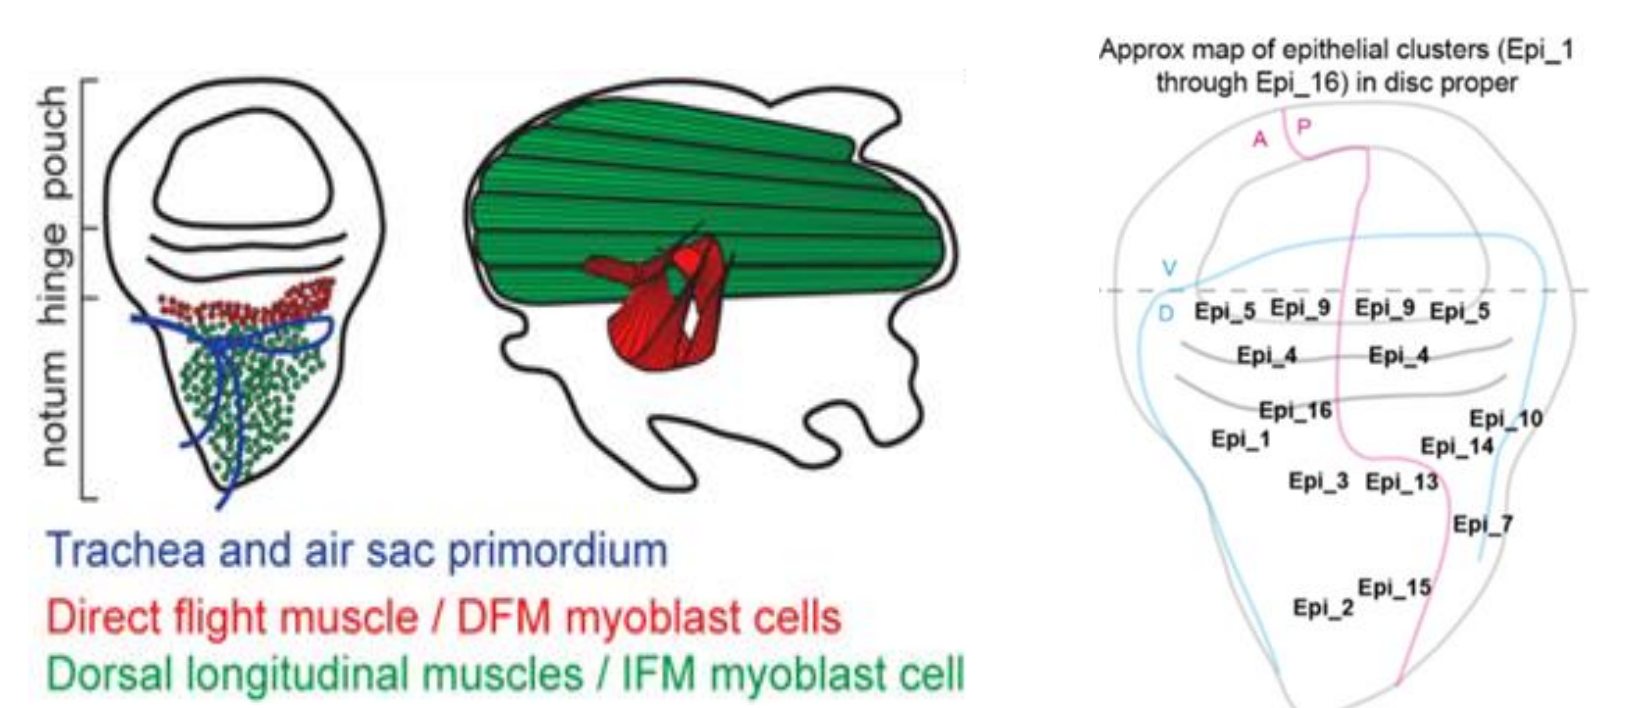 notum hinge pouch
Trachea and air sac primordium
Direct flight muscle / DFM myoblast cells
Dorsal longitudinal muscles / IFM myoblast cell
Approx map of epithelial clusters (Epi_1
through Epi_16) in disc proper
A P
V
D
Epi_5 Epi_9 Epi_9 Epi_5
Epi_4 Epi_4
Epi_16 Epi_10
Epi_1 Epi_14
Epi_3 Epi_13
Epi_7
Epi_15
Epi_2